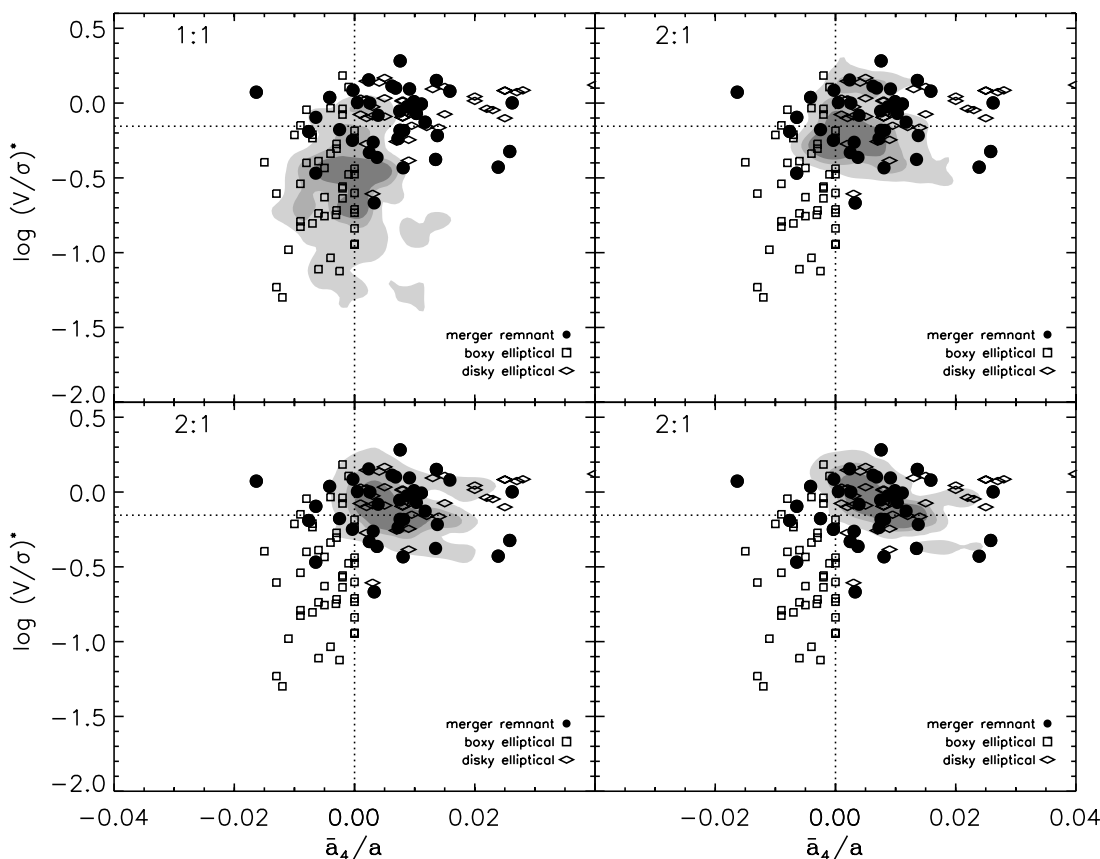 1:1
2:1
0.5
0.0
−0.5
−1.0
−1.5
−2.0
log (V/σ)*
merger remnant
boxy elliptical
disky elliptical
merger remnant
boxy elliptical
disky elliptical
2:1
2:1
0.5
0.0
−0.5
−1.0
−1.5
−2.0
log (V/σ)*
merger remnant
boxy elliptical
disky elliptical
merger remnant
boxy elliptical
disky elliptical
−0.04 −0.02 0.00 0.02 −0.02 0.00 0.02 0.04
ā₄/a ā₄/a